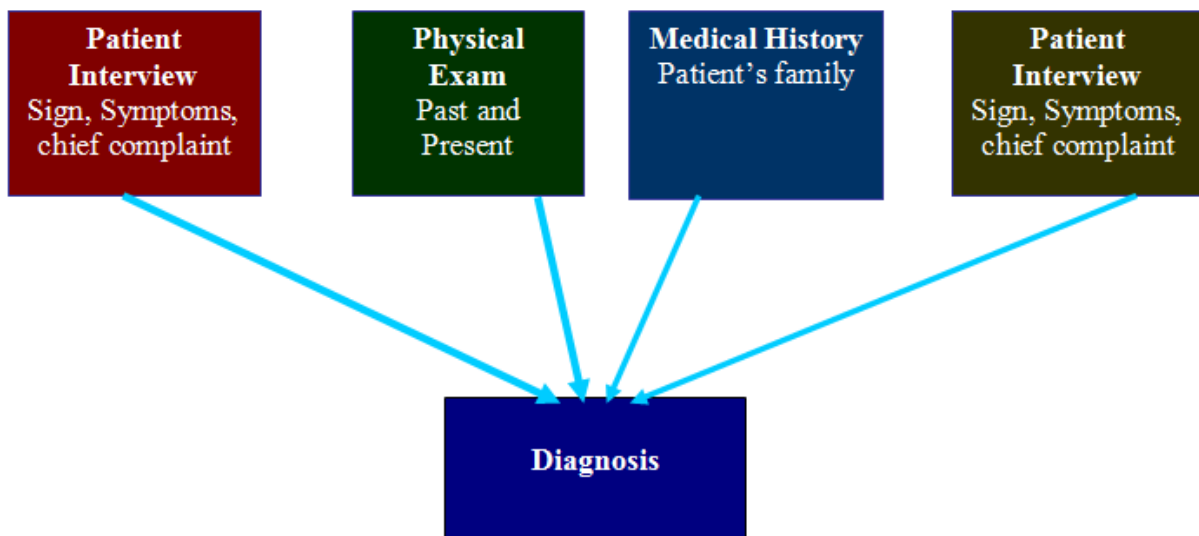 Patient
Interview
Sign, Symptoms,
chief complaint
Physical
Exam
Past and
Present
Medical History
Patient’s family
Patient
Interview
Sign, Symptoms,
chief complaint
Diagnosis